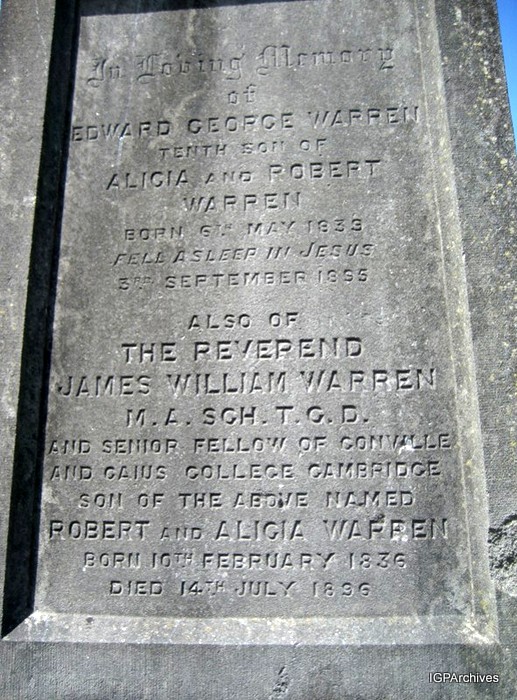 In Loving Memory
of
EDWARD GEORGE WARREN
TENTH SON OF
ALICIA AND ROBERT
WARREN
BORN 6TH MAY 1839
FELL ASLEEP IN JESUS
3RD SEPTEMBER 1895
ALSO OF
THE REVEREND
JAMES WILLIAM WARREN
M.A. SCH. T.C.D.
AND SENIOR FELLOW OF CONVILLE
AND CAIUS COLLEGE CAMBRIDGE
SON OF THE ABOVE NAMED
ROBERT AND ALICIA WARREN
BORN 10TH FEBRUARY 1836
DIED 14TH JULY 1896
IGPArchives